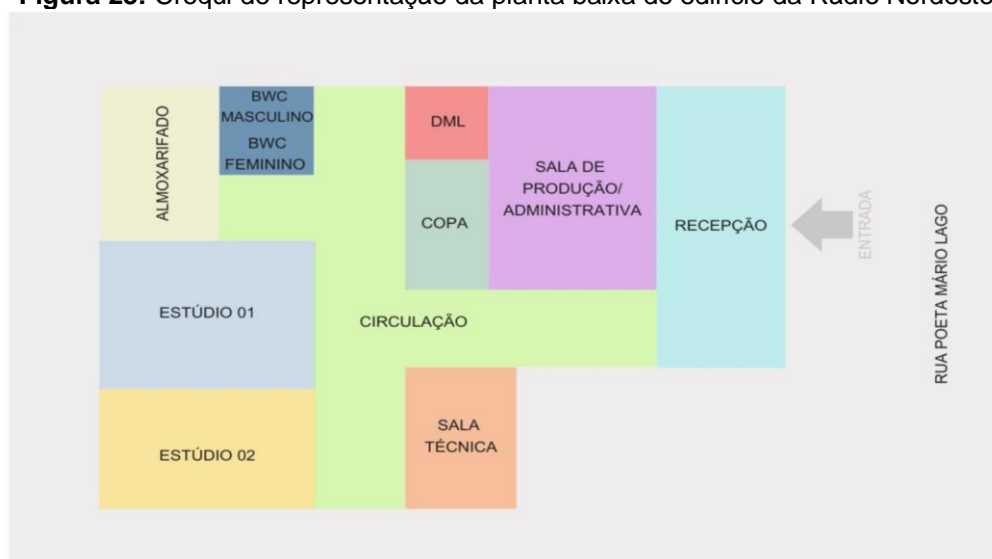 Figura 23: Croqui de representação da planta baixa do edifício da Rádio Nordeste
BWC
MASCULINO
BWC
FEMININO
ALMOXARIFADO
DML
COPA
SALA DE
PRODUÇÃO/
ADMINISTRATIVA
RECEPÇÃO
ENTRADA
RUA POETA MÁRIO LAGO
ESTÚDIO 01
CIRCULAÇÃO
ESTÚDIO 02
SALA
TÉCNICA